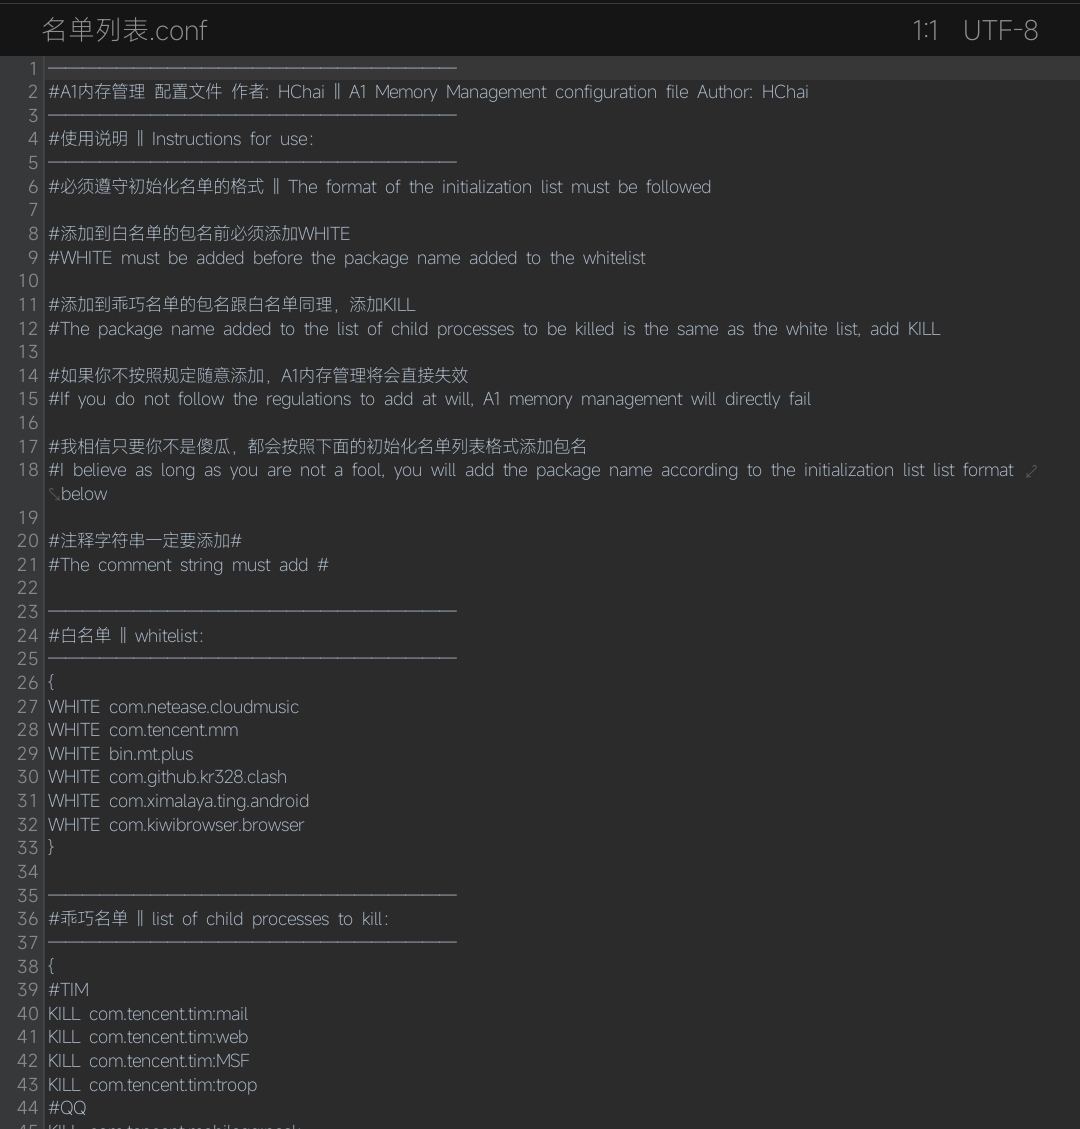 名单列表.conf 1:1 UTF-8
1 ————————————————————————
2 #A1内存管理 配置文件 作者: HChai || A1 Memory Management configuration file Author: HChai
3 ————————————————————————
4 #使用说明 || Instructions for use:
5 ————————————————————————
6 #必须遵守初始化名单的格式 || The format of the initialization list must be followed
7
8 #添加到白名单的包名前必须添加WHITE
9 #WHITE must be added before the package name added to the whitelist
10
11 #添加到乖巧名单的包名跟白名单同理，添加KILL
12 #The package name added to the list of child processes to be killed is the same as the white list, add KILL
13
14 #如果你不按照规定随意添加，A1内存管理将会直接失效
15 #If you do not follow the regulations to add at will, A1 memory management will directly fail
16
17 #我相信只要你不是傻瓜，都会按照下面的初始化名单列表格式添加包名
18 #I believe as long as you are not a fool, you will add the package name according to the initialization list list format
below
19
20 #注释字符串一定要添加#
21 #The comment string must add #
22
23 ————————————————————————
24 #白名单 || whitelist:
25 ————————————————————————
26 {
27 WHITE com.netease.cloudmusic
28 WHITE com.tencent.mm
29 WHITE bin.mt.plus
30 WHITE com.github.kr328.clash
31 WHITE com.ximalaya.ting.android
32 WHITE com.kiwibrowser.browser
33 }
34
35 ————————————————————————
36 #乖巧名单 || list of child processes to kill:
37 ————————————————————————
38 {
39 #TIM
40 KILL com.tencent.tim:mail
41 KILL com.tencent.tim:web
42 KILL com.tencent.tim:MSF
43 KILL com.tencent.tim:troop
44 #QQ